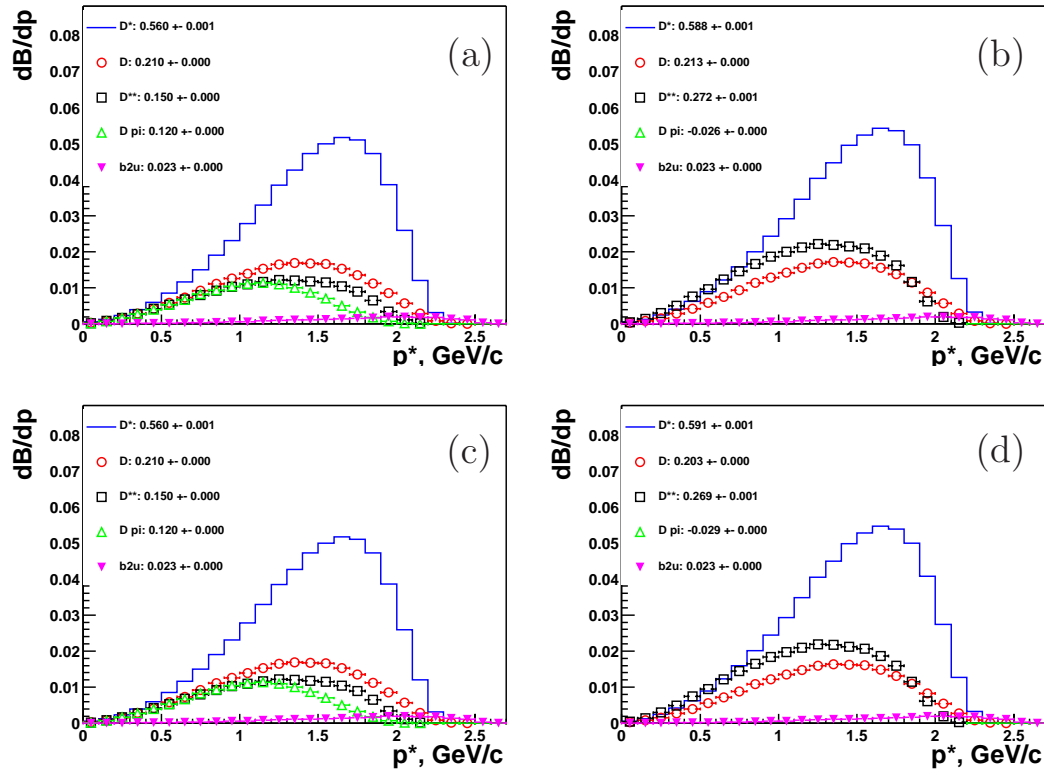 dB/dp
0.08
0.07
0.06
0.05
0.04
0.03
0.02
0.01
0
D*: 0.560 +- 0.001
D: 0.210 +- 0.000
D**: 0.150 +- 0.000
D pi: 0.120 +- 0.000
b2u: 0.023 +- 0.000
(a)
0 0.5 1 1.5 2 2.5
p*, GeV/c
dB/dp
0.08
0.07
0.06
0.05
0.04
0.03
0.02
0.01
0
D*: 0.588 +- 0.001
D: 0.213 +- 0.000
D**: 0.272 +- 0.001
D pi: -0.026 +- 0.000
b2u: 0.023 +- 0.000
(b)
0 0.5 1 1.5 2 2.5
p*, GeV/c
dB/dp
0.08
0.07
0.06
0.05
0.04
0.03
0.02
0.01
0
D*: 0.560 +- 0.001
D: 0.210 +- 0.000
D**: 0.150 +- 0.000
D pi: 0.120 +- 0.000
b2u: 0.023 +- 0.000
(c)
0 0.5 1 1.5 2 2.5
p*, GeV/c
dB/dp
0.08
0.07
0.06
0.05
0.04
0.03
0.02
0.01
0
D*: 0.591 +- 0.001
D: 0.203 +- 0.000
D**: 0.269 +- 0.001
D pi: -0.029 +- 0.000
b2u: 0.023 +- 0.000
(d)
0 0.5 1 1.5 2 2.5
p*, GeV/c